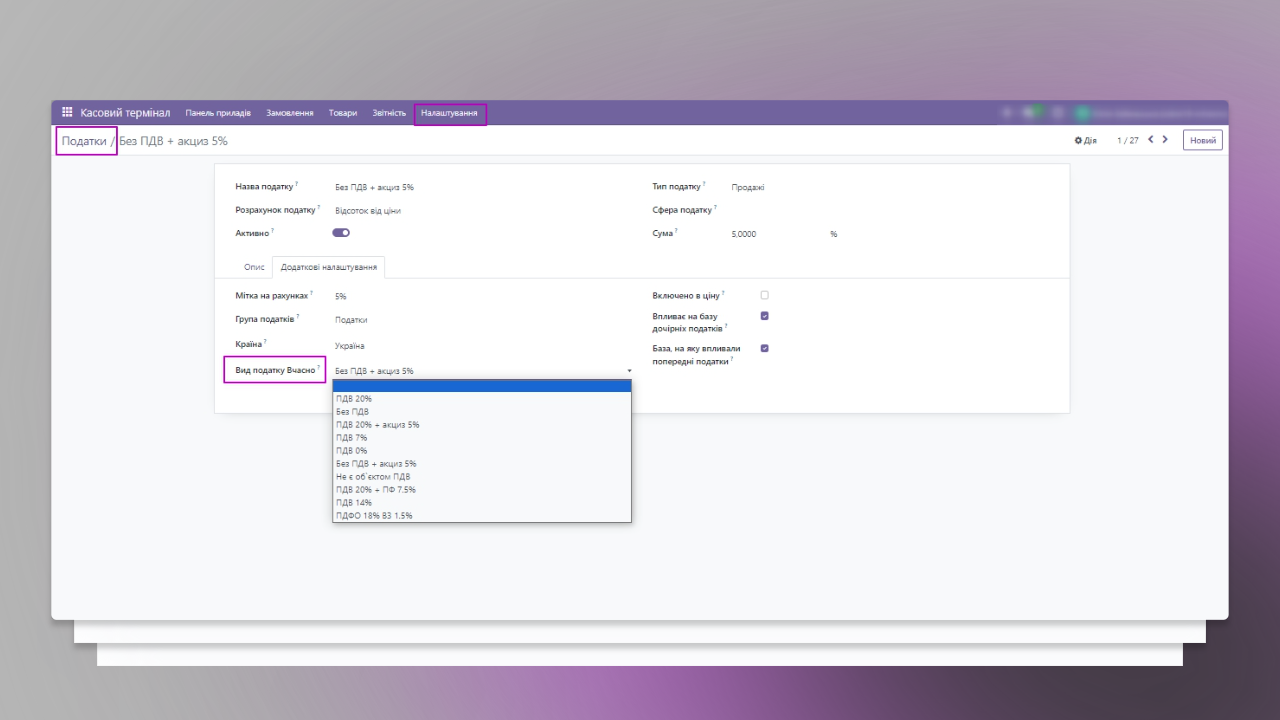 Касовий термінал Панель приладів Замовлення Товари Звітність Налаштування
Податки / Без ПДВ + акциз 5% Дія 1 / 27 Новий
Назва податку ? Без ПДВ + акциз 5% Тип податку ? Продажі
Розрахунок податку ? Відсоток від ціни Сфера податку ?
Активно ? Сума ? 5,0000 %
Опис Додаткові налаштування
Мітка на рахунках ? 5% Включено в ціну ?
Група податків ? Податки Впливає на базу
дочірніх податків ?
Країна ? Україна База, на яку впливали
попередні податки ?
Вид податку Вчасно ? Без ПДВ + акциз 5%
ПДВ 20%
Без ПДВ
ПДВ 20% + акциз 5%
ПДВ 7%
ПДВ 0%
Без ПДВ + акциз 5%
Не є об`єктом ПДВ
ПДВ 20% + ПФ 7.5%
ПДВ 14%
ПДФО 18% ВЗ 1.5%